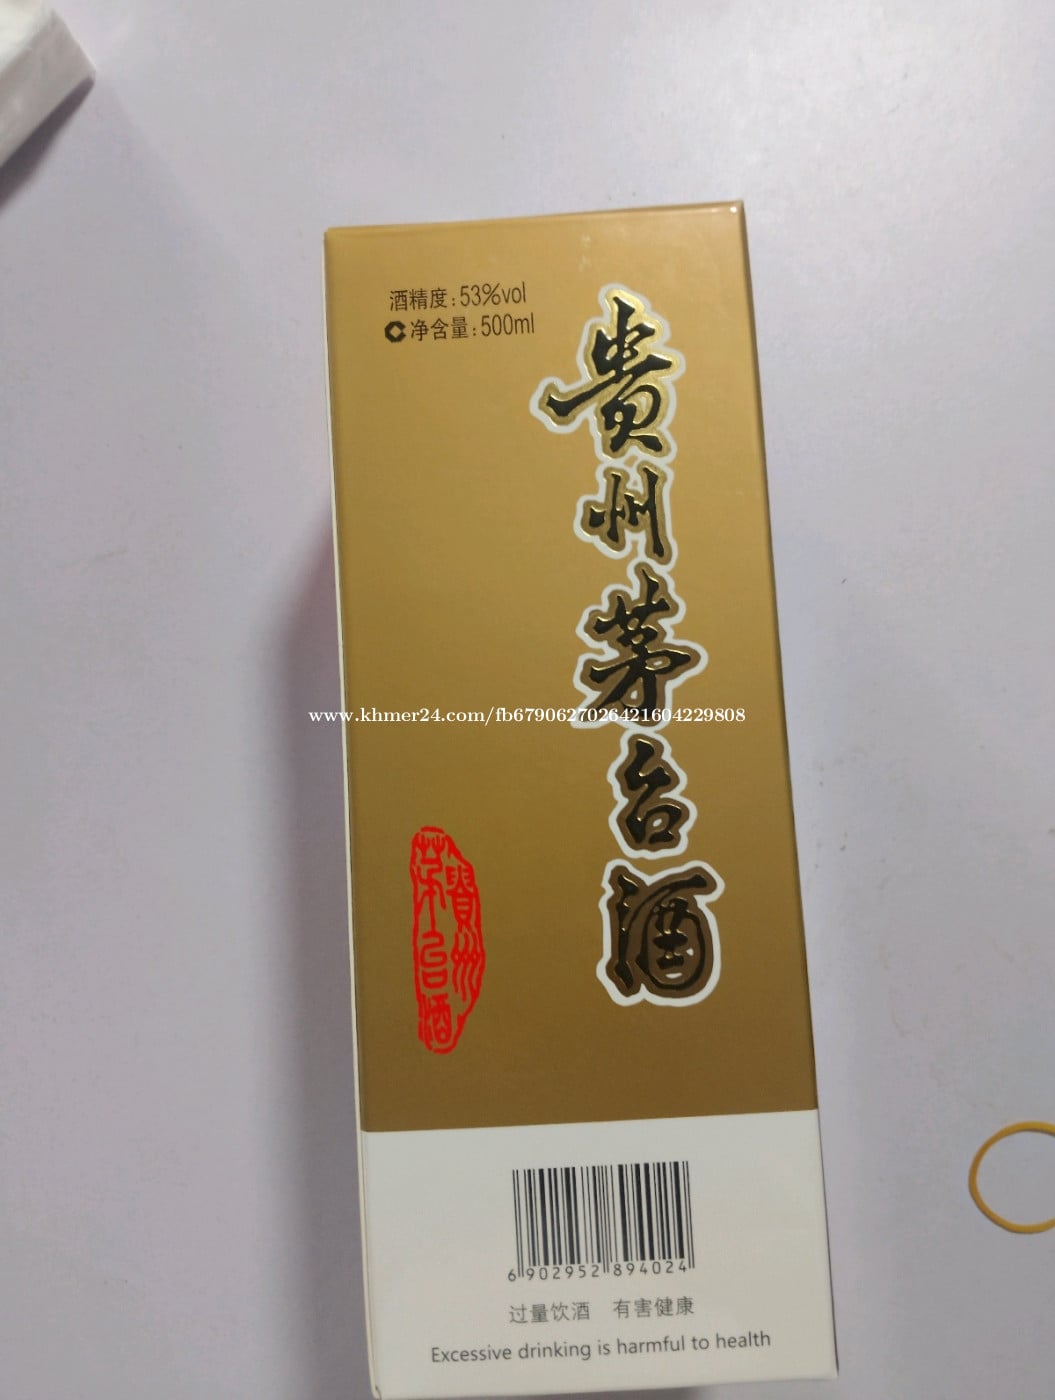 酒精度:53%vol
净含量:500ml
贵州茅台酒
www.khmer24.com/fb6790627026421604229808
貴州
茅台酒
6 902952 894024
过量饮酒 有害健康
Excessive drinking is harmful to health